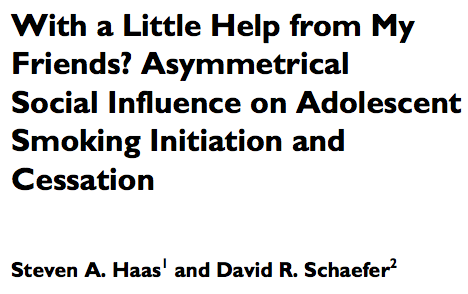 With a Little Help from My
Friends? Asymmetrical
Social Influence on Adolescent
Smoking Initiation and
Cessation
Steven A. Haas¹ and David R. Schaefer²